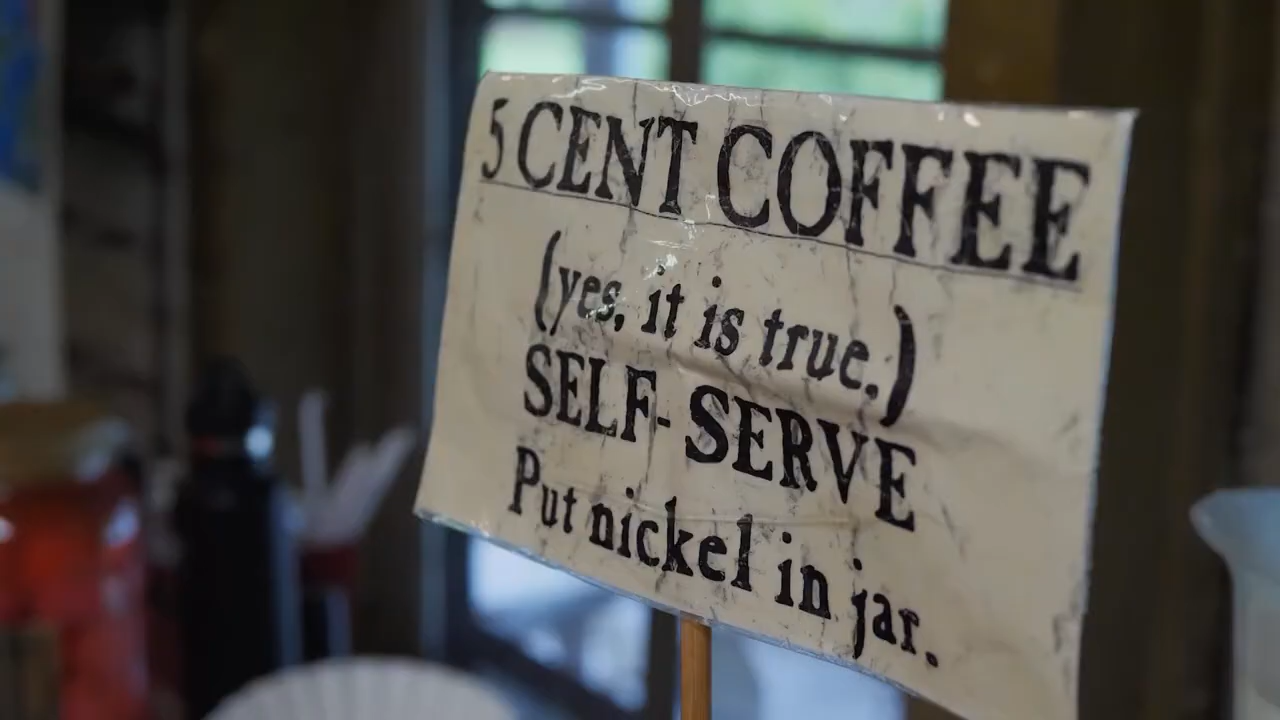 5 CENT COFFEE
(yes, it is true.)
SELF-SERVE
Put nickel in jar.